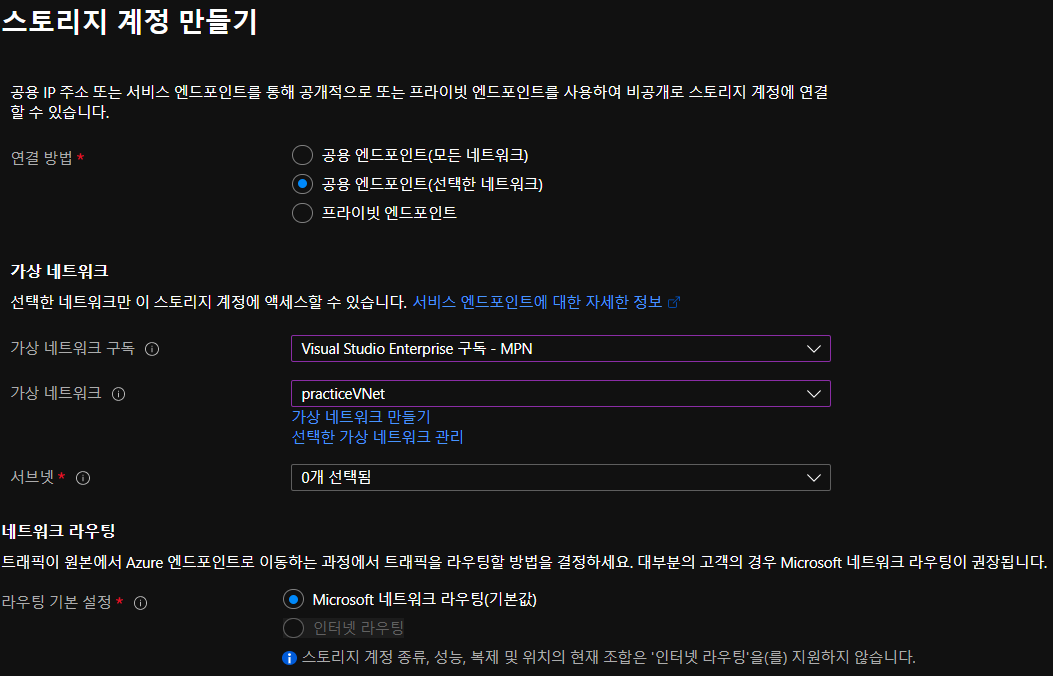 스토리지 계정 만들기
공용 IP 주소 또는 서비스 엔드포인트를 통해 공개적으로 또는 프라이빗 엔드포인트를 사용하여 비공개로 스토리지 계정에 연결
할 수 있습니다.
연결 방법 *
공용 엔드포인트(모든 네트워크)
공용 엔드포인트(선택한 네트워크)
프라이빗 엔드포인트
가상 네트워크
선택한 네트워크만 이 스토리지 계정에 액세스할 수 있습니다. 서비스 엔드포인트에 대한 자세한 정보
가상 네트워크 구독
Visual Studio Enterprise 구독 - MPN
가상 네트워크
practiceVNet
가상 네트워크 만들기
선택한 가상 네트워크 관리
서브넷 *
0개 선택됨
네트워크 라우팅
트래픽이 원본에서 Azure 엔드포인트로 이동하는 과정에서 트래픽을 라우팅할 방법을 결정하세요. 대부분의 고객의 경우 Microsoft 네트워크 라우팅이 권장됩니다.
라우팅 기본 설정 *
Microsoft 네트워크 라우팅(기본값)
인터넷 라우팅
스토리지 계정 종류, 성능, 복제 및 위치의 현재 조합은 '인터넷 라우팅'을(를) 지원하지 않습니다.